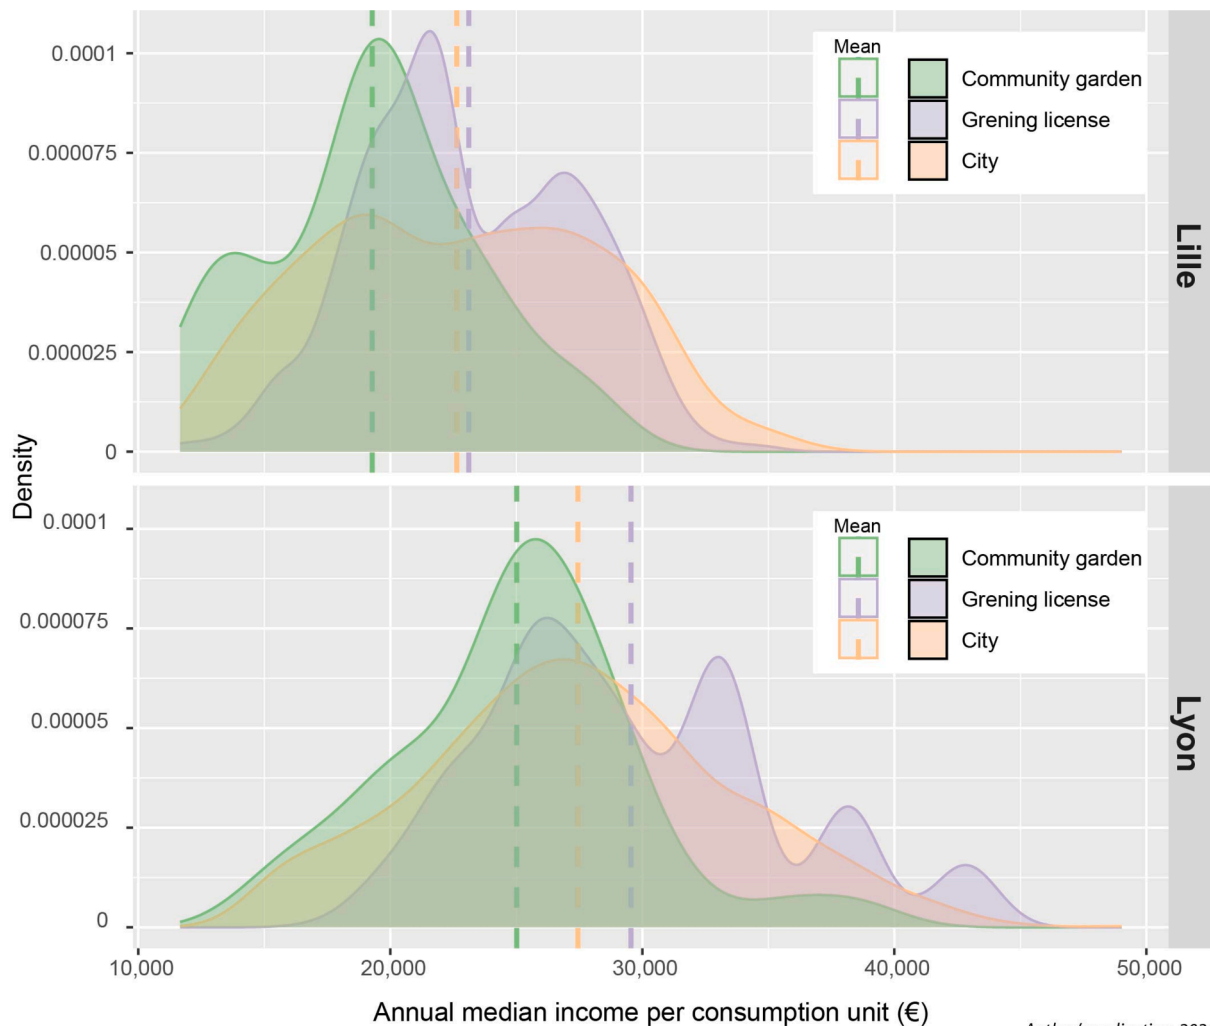 Mean
Community garden
Grening license
City
0.0001
0.000075
0.00005
0.000025
0
Lille
Density
Mean
Community garden
Grening license
City
0.0001
0.000075
0.00005
0.000025
0
Lyon
10,000 20,000 30,000 40,000 50,000
Annual median income per consumption unit (€)